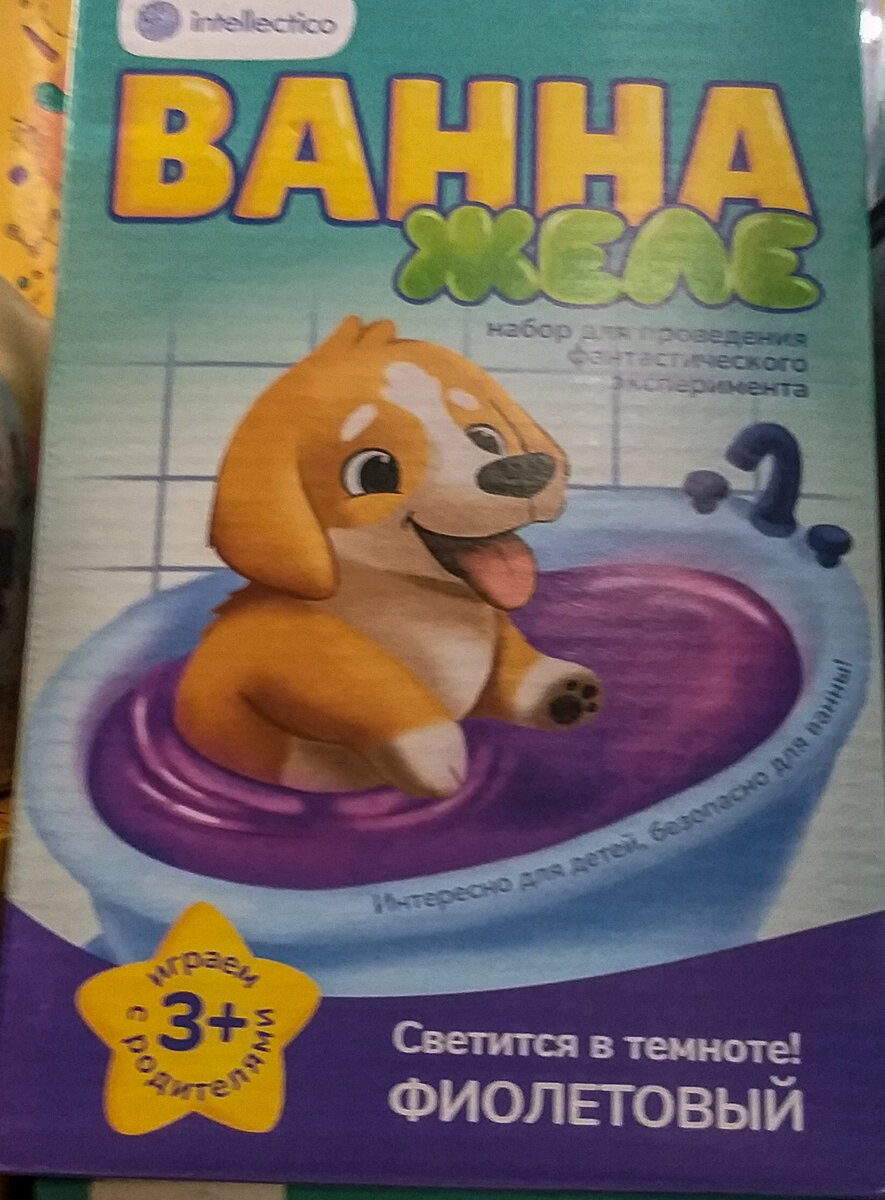 intellectico
ВАННА
ЖЕЛЕ
набор для проведения
фантастического
эксперимента
Интересно для детей, безопасно для ванны!
играем
3+
с родителями
Светится в темноте!
ФИОЛЕТОВЫЙ